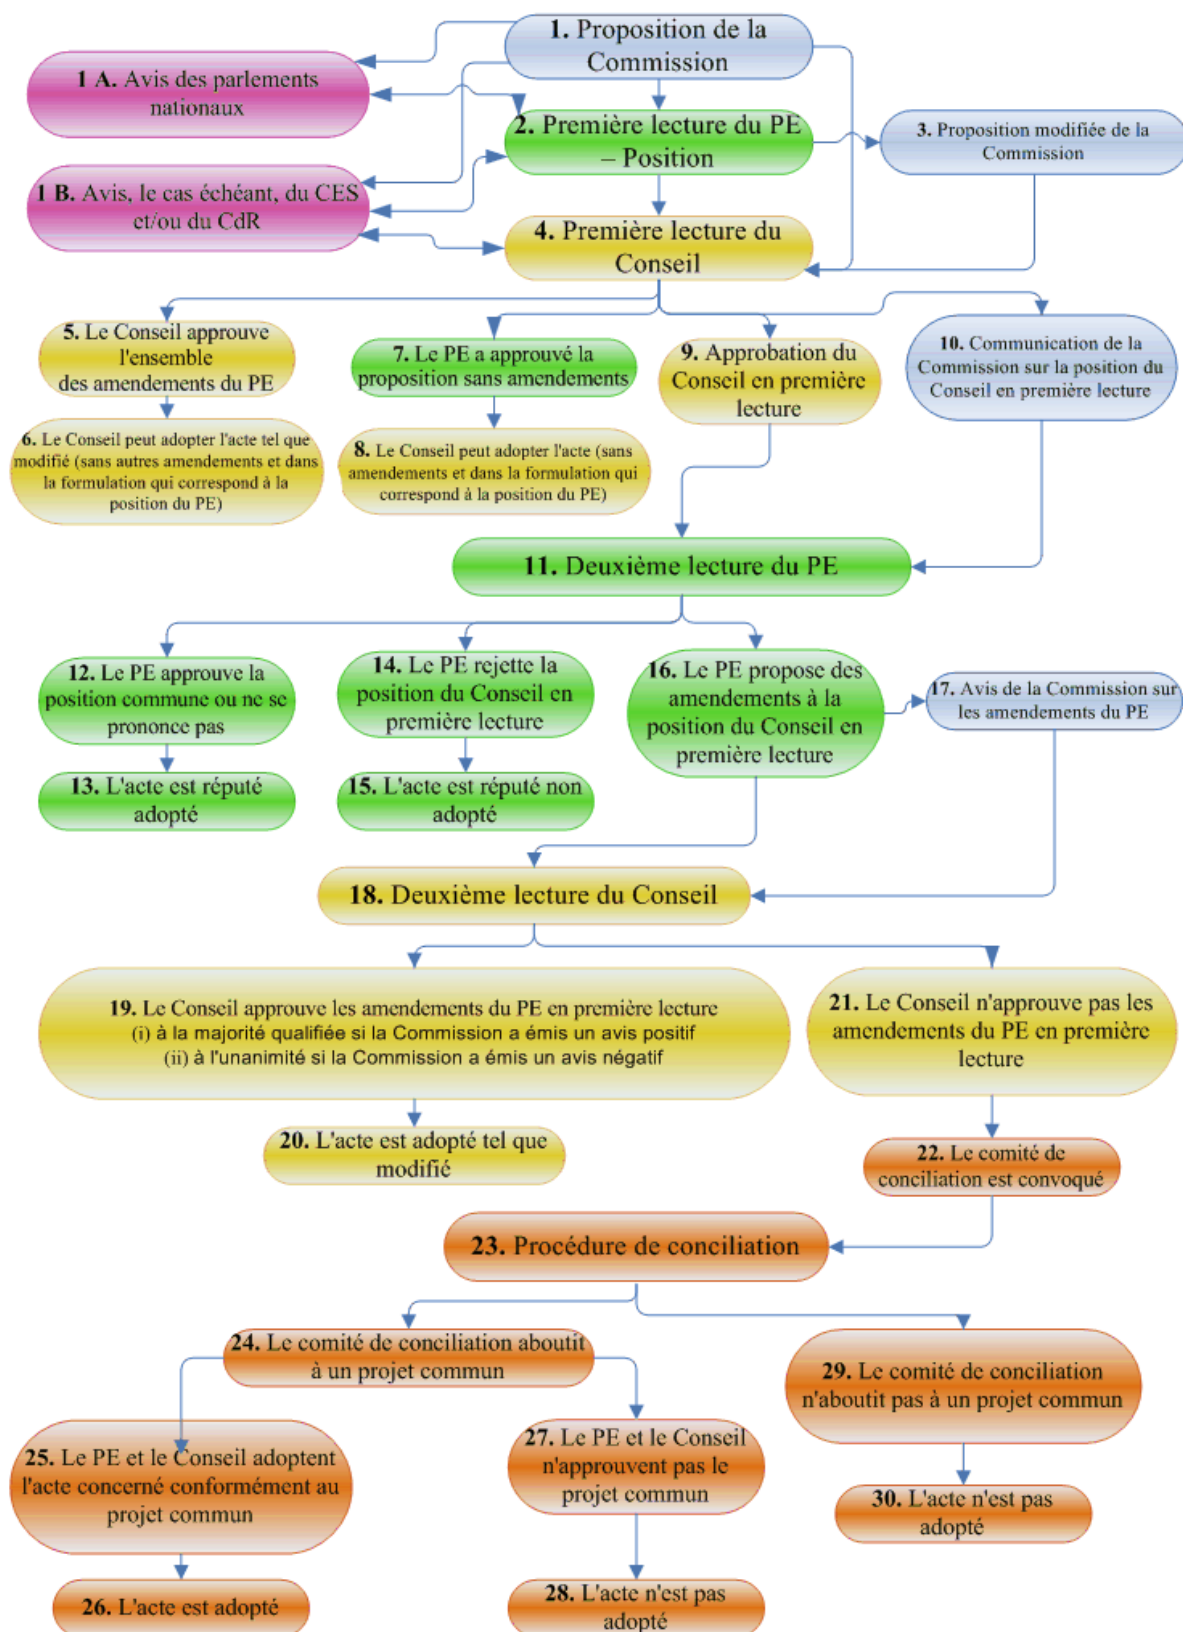 1. Proposition de la
Commission
1 A. Avis des parlements
nationaux
2. Première lecture du PE
– Position
3. Proposition modifiée de la
Commission
1 B. Avis, le cas échéant, du CES
et/ou du CdR
4. Première lecture du
Conseil
5. Le Conseil approuve
l'ensemble
des amendements du PE
7. Le PE a approuvé la
proposition sans amendements
9. Approbation du
Conseil en première
lecture
10. Communication de la
Commission sur la position du
Conseil en première lecture
6. Le Conseil peut adopter l'acte tel que
modifié (sans autres amendements et dans
la formulation qui correspond à la
position du PE)
8. Le Conseil peut adopter l'acte (sans
amendements et dans la formulation qui
correspond à la position du PE)
11. Deuxième lecture du PE
12. Le PE approuve la
position commune ou ne se
prononce pas
14. Le PE rejette la
position du Conseil en
première lecture
16. Le PE propose des
amendements à la
position du Conseil en
première lecture
17. Avis de la Commission sur
les amendements du PE
13. L'acte est réputé
adopté
15. L'acte est réputé non
adopté
18. Deuxième lecture du Conseil
19. Le Conseil approuve les amendements du PE en première lecture
(i) à la majorité qualifiée si la Commission a émis un avis positif
(ii) à l'unanimité si la Commission a émis un avis négatif
21. Le Conseil n'approuve pas les
amendements du PE en première
lecture
20. L'acte est adopté tel que
modifié
22. Le comité de
conciliation est convoqué
23. Procédure de conciliation
24. Le comité de conciliation aboutit
à un projet commun
29. Le comité de conciliation
n'aboutit pas à un projet commun
25. Le PE et le Conseil adoptent
l'acte concerné conformément au
projet commun
27. Le PE et le Conseil
n'approuvent pas le
projet commun
30. L'acte n'est pas
adopté
26. L'acte est adopté
28. L'acte n'est pas
adopté